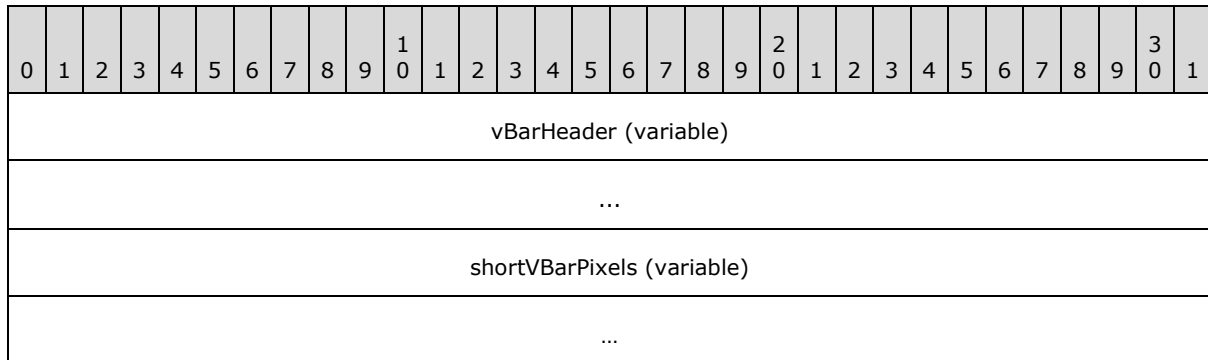 0 1 2 3 4 5 6 7 8 9 1 0 1 2 3 4 5 6 7 8 9 2 0 1 2 3 4 5 6 7 8 9 3 0 1
vBarHeader (variable)
...
shortVBarPixels (variable)
...